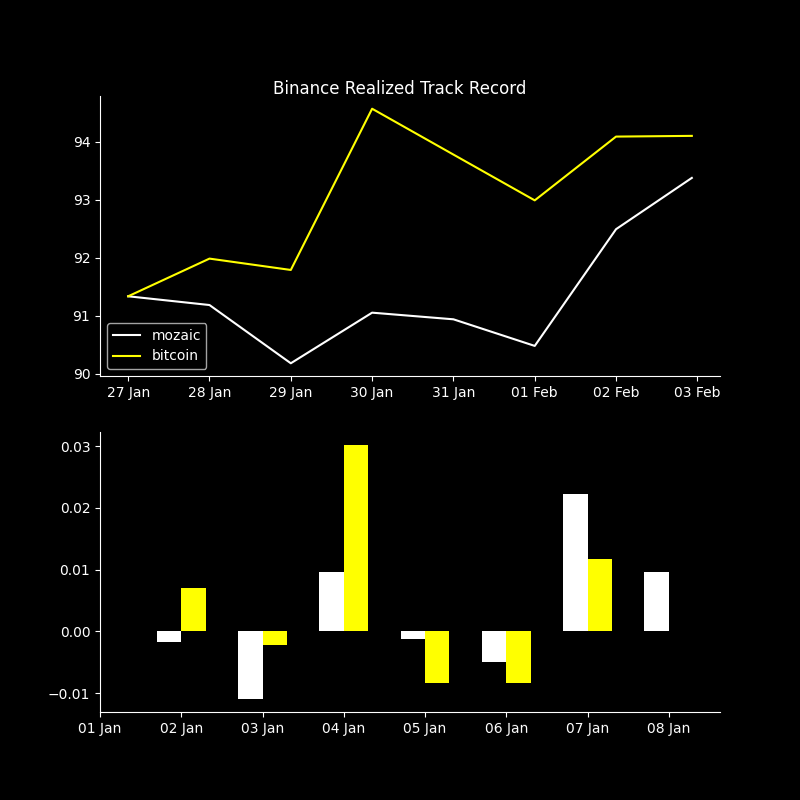 Binance Realized Track Record
94
93
92
91
90
mozaic
bitcoin
27 Jan 28 Jan 29 Jan 30 Jan 31 Jan 01 Feb 02 Feb 03 Feb
0.03
0.02
0.01
0.00
−0.01
01 Jan 02 Jan 03 Jan 04 Jan 05 Jan 06 Jan 07 Jan 08 Jan